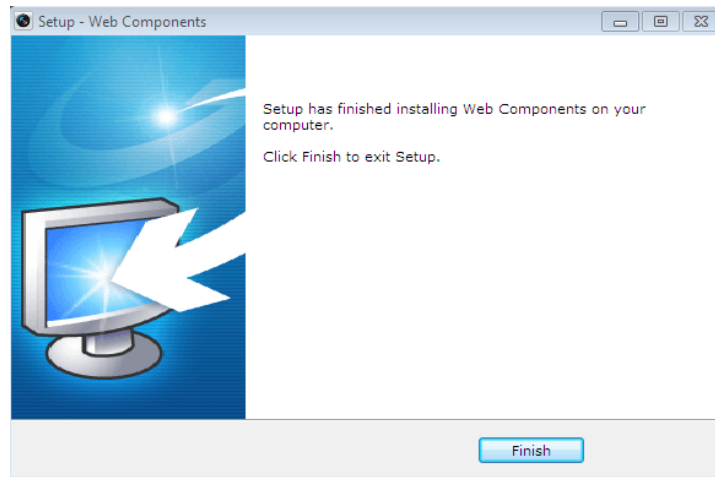 Setup - Web Components
Setup has finished installing Web Components on your
computer.
Click Finish to exit Setup.
Finish